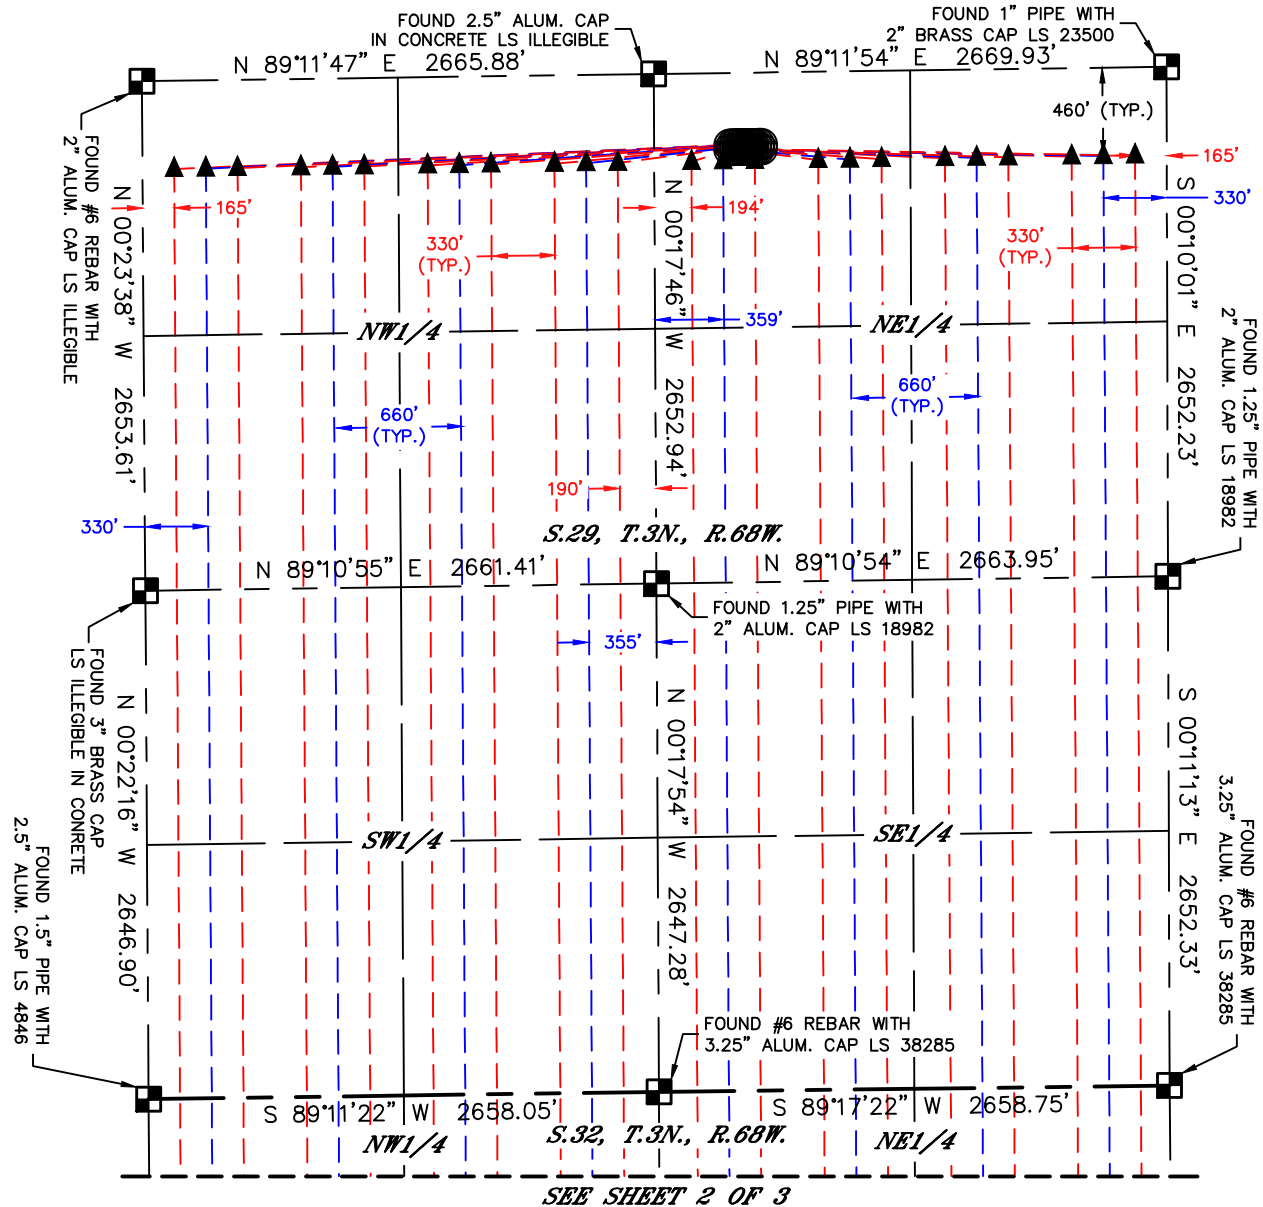 FOUND 2.5" ALUM. CAP
IN CONCRETE LS ILLEGIBLE
FOUND 1" PIPE WITH
2" BRASS CAP LS 23500
N 89°11'47" E 2665.88'
N 89°11'54" E 2669.93'
460' (TYP.)
FOUND #6 REBAR WITH
2" ALUM. CAP LS ILLEGIBLE
165'
330'
N 00°23'38" W 2653.61'
165'
330'
(TYP.)
N 00°17'46" W 2652.94'
194'
330'
(TYP.)
S 00°10'01" E 2652.23'
NW1/4
359'
NE1/4
FOUND 1.25" PIPE WITH
2" ALUM. CAP LS 18982
660'
(TYP.)
660'
(TYP.)
190'
330'
S.29, T.3N., R.68W.
N 89°10'55" E 2661.41'
N 89°10'54" E 2663.95'
FOUND 1.25" PIPE WITH
2" ALUM. CAP LS 18982
355'
FOUND 3" BRASS CAP
LS ILLEGIBLE IN CONRETE
N 00°22'16" W 2646.90'
N 00°17'54" W 2647.28'
S 00°11'13" E 2652.33'
SW1/4
SE1/4
FOUND 1.5" PIPE WITH
2.5" ALUM. CAP LS 4846
FOUND #6 REBAR WITH
3.25" ALUM. CAP LS 38285
FOUND #6 REBAR WITH
3.25" ALUM. CAP LS 38285
S 89°11'22" W 2658.05'
S 89°17'22" W 2658.75'
S.32, T.3N., R.68W.
NW1/4
NE1/4
SEE SHEET 2 OF 3